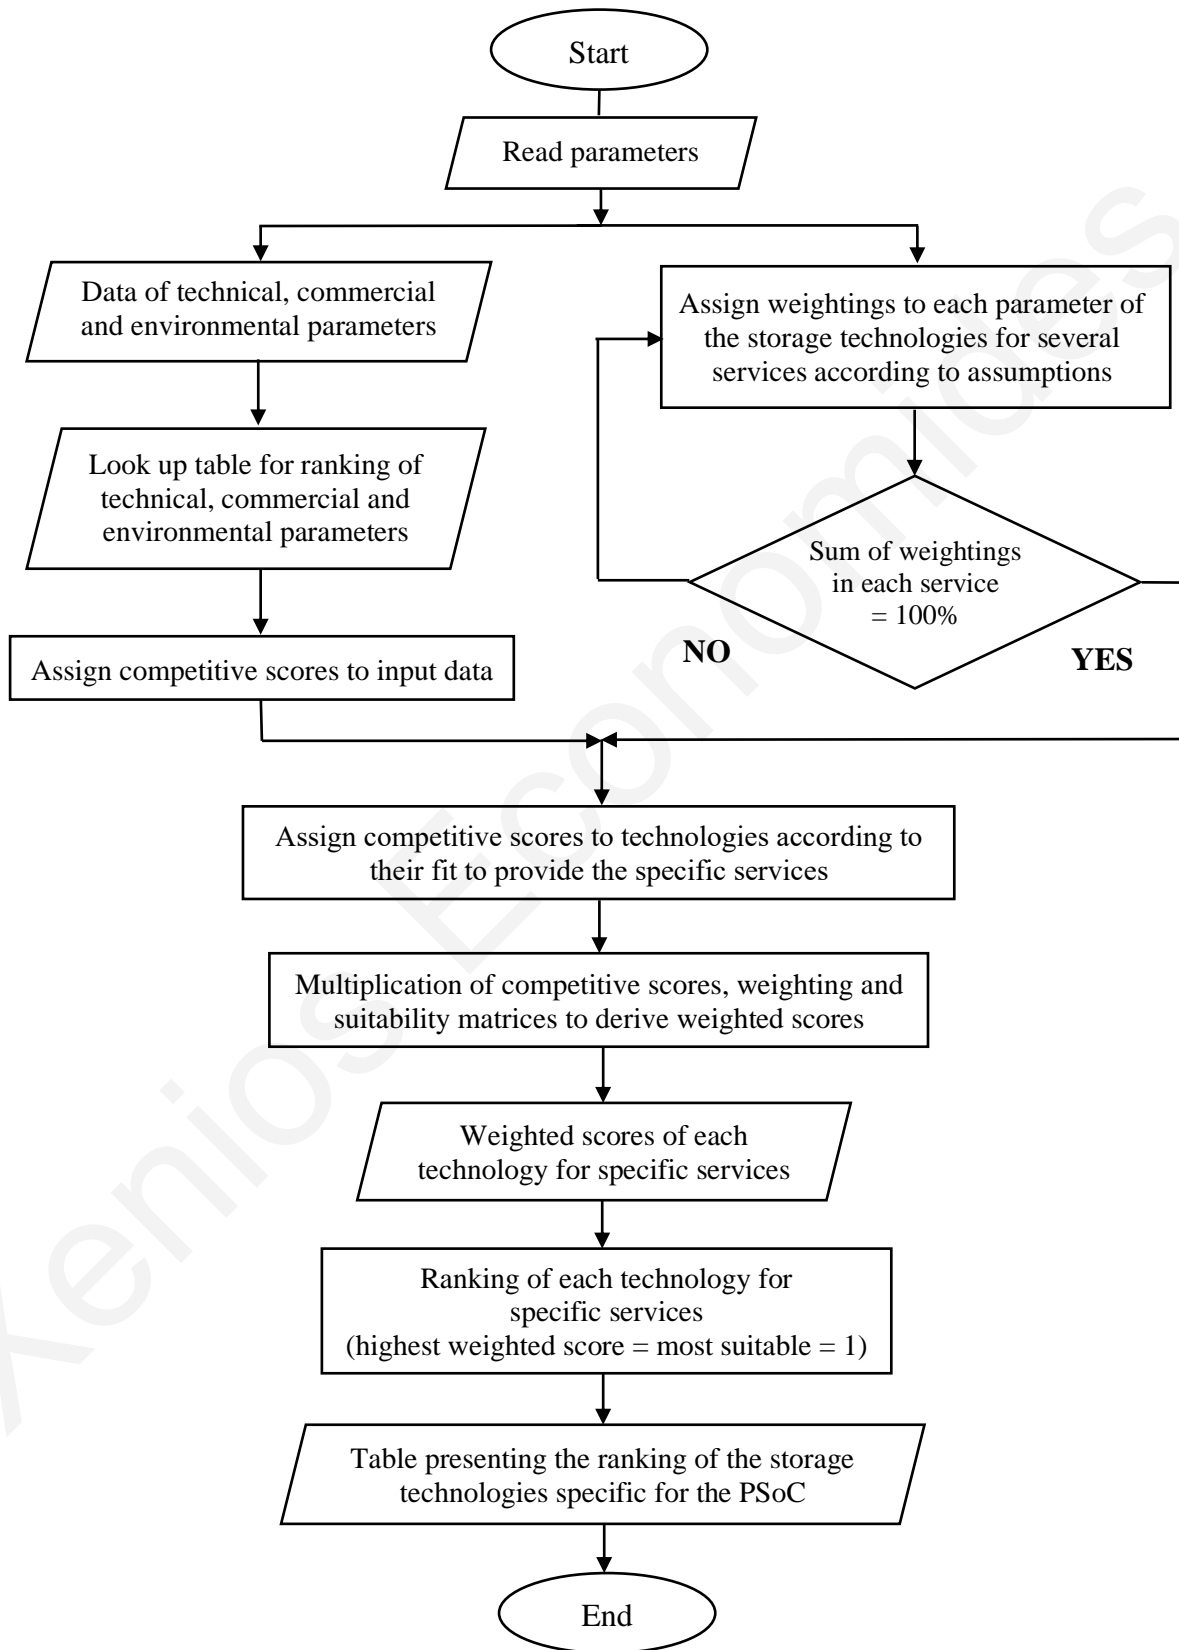 Start
Read parameters
Data of technical, commercial
and environmental parameters
Assign weightings to each parameter of
the storage technologies for several
services according to assumptions
Look up table for ranking of
technical, commercial and
environmental parameters
Sum of weightings
in each service
= 100%
NO
YES
Assign competitive scores to input data
Assign competitive scores to technologies according to
their fit to provide the specific services
Multiplication of competitive scores, weighting and
suitability matrices to derive weighted scores
Weighted scores of each
technology for specific services
Ranking of each technology for
specific services
(highest weighted score = most suitable = 1)
Table presenting the ranking of the storage
technologies specific for the PSoC
End
Xenios Economides